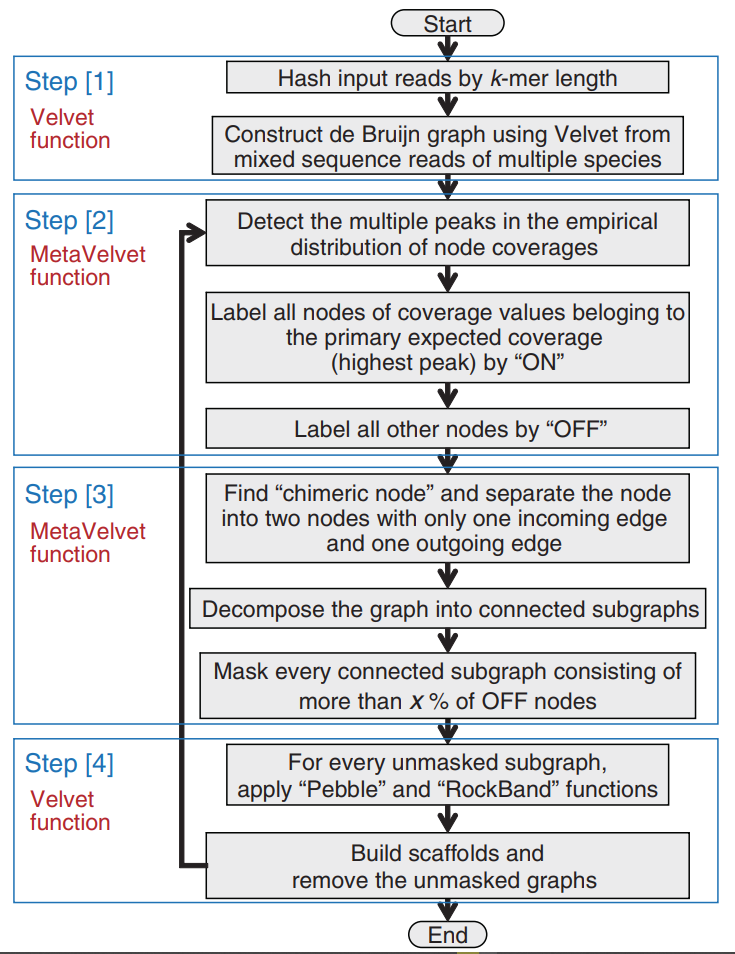 Start
Step [1]
Velvet
function
Hash input reads by k-mer length
Construct de Bruijn graph using Velvet from
mixed sequence reads of multiple species
Step [2]
MetaVelvet
function
Detect the multiple peaks in the empirical
distribution of node coverages
Label all nodes of coverage values beloging to
the primary expected coverage
(highest peak) by “ON”
Label all other nodes by “OFF”
Step [3]
MetaVelvet
function
Find “chimeric node” and separate the node
into two nodes with only one incoming edge
and one outgoing edge
Decompose the graph into connected subgraphs
Mask every connected subgraph consisting of
more than x % of OFF nodes
Step [4]
Velvet
function
For every unmasked subgraph,
apply “Pebble” and “RockBand” functions
Build scaffolds and
remove the unmasked graphs
End